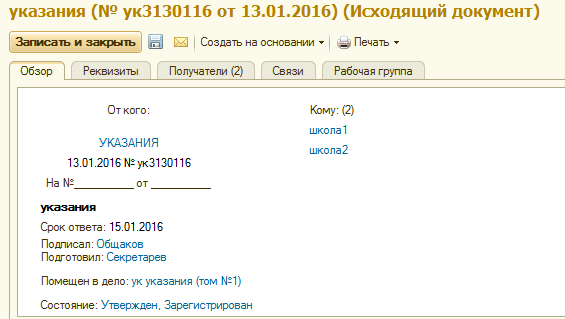 указания (№ ук3130116 от 13.01.2016) (Исходящий документ)
Записать и закрыть Создать на основании Печать
Обзор Реквизиты Получатели (2) Связи Рабочая группа
От кого: Кому: (2)
школа1
УКАЗАНИЯ
школа2
13.01.2016 № ук3130116
На №__________ от __________
указания
Срок ответа: 15.01.2016
Подписал: Общаков
Подготовил: Секретарев
Помещен в дело: ук указания (том №1)
Состояние: Утвержден, Зарегистрирован